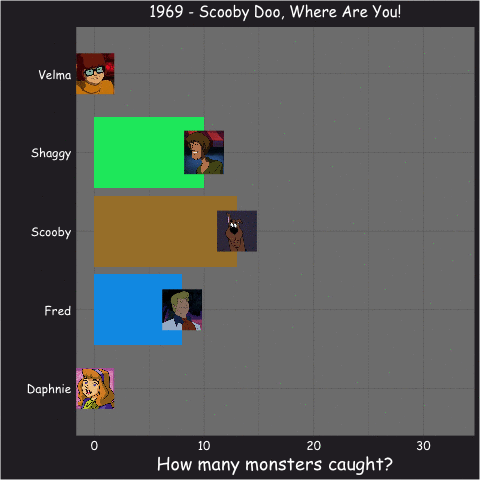 1969 - Scooby Doo, Where Are You!
Velma
Shaggy
Scooby
Fred
Daphnie
0 10 20 30
How many monsters caught?